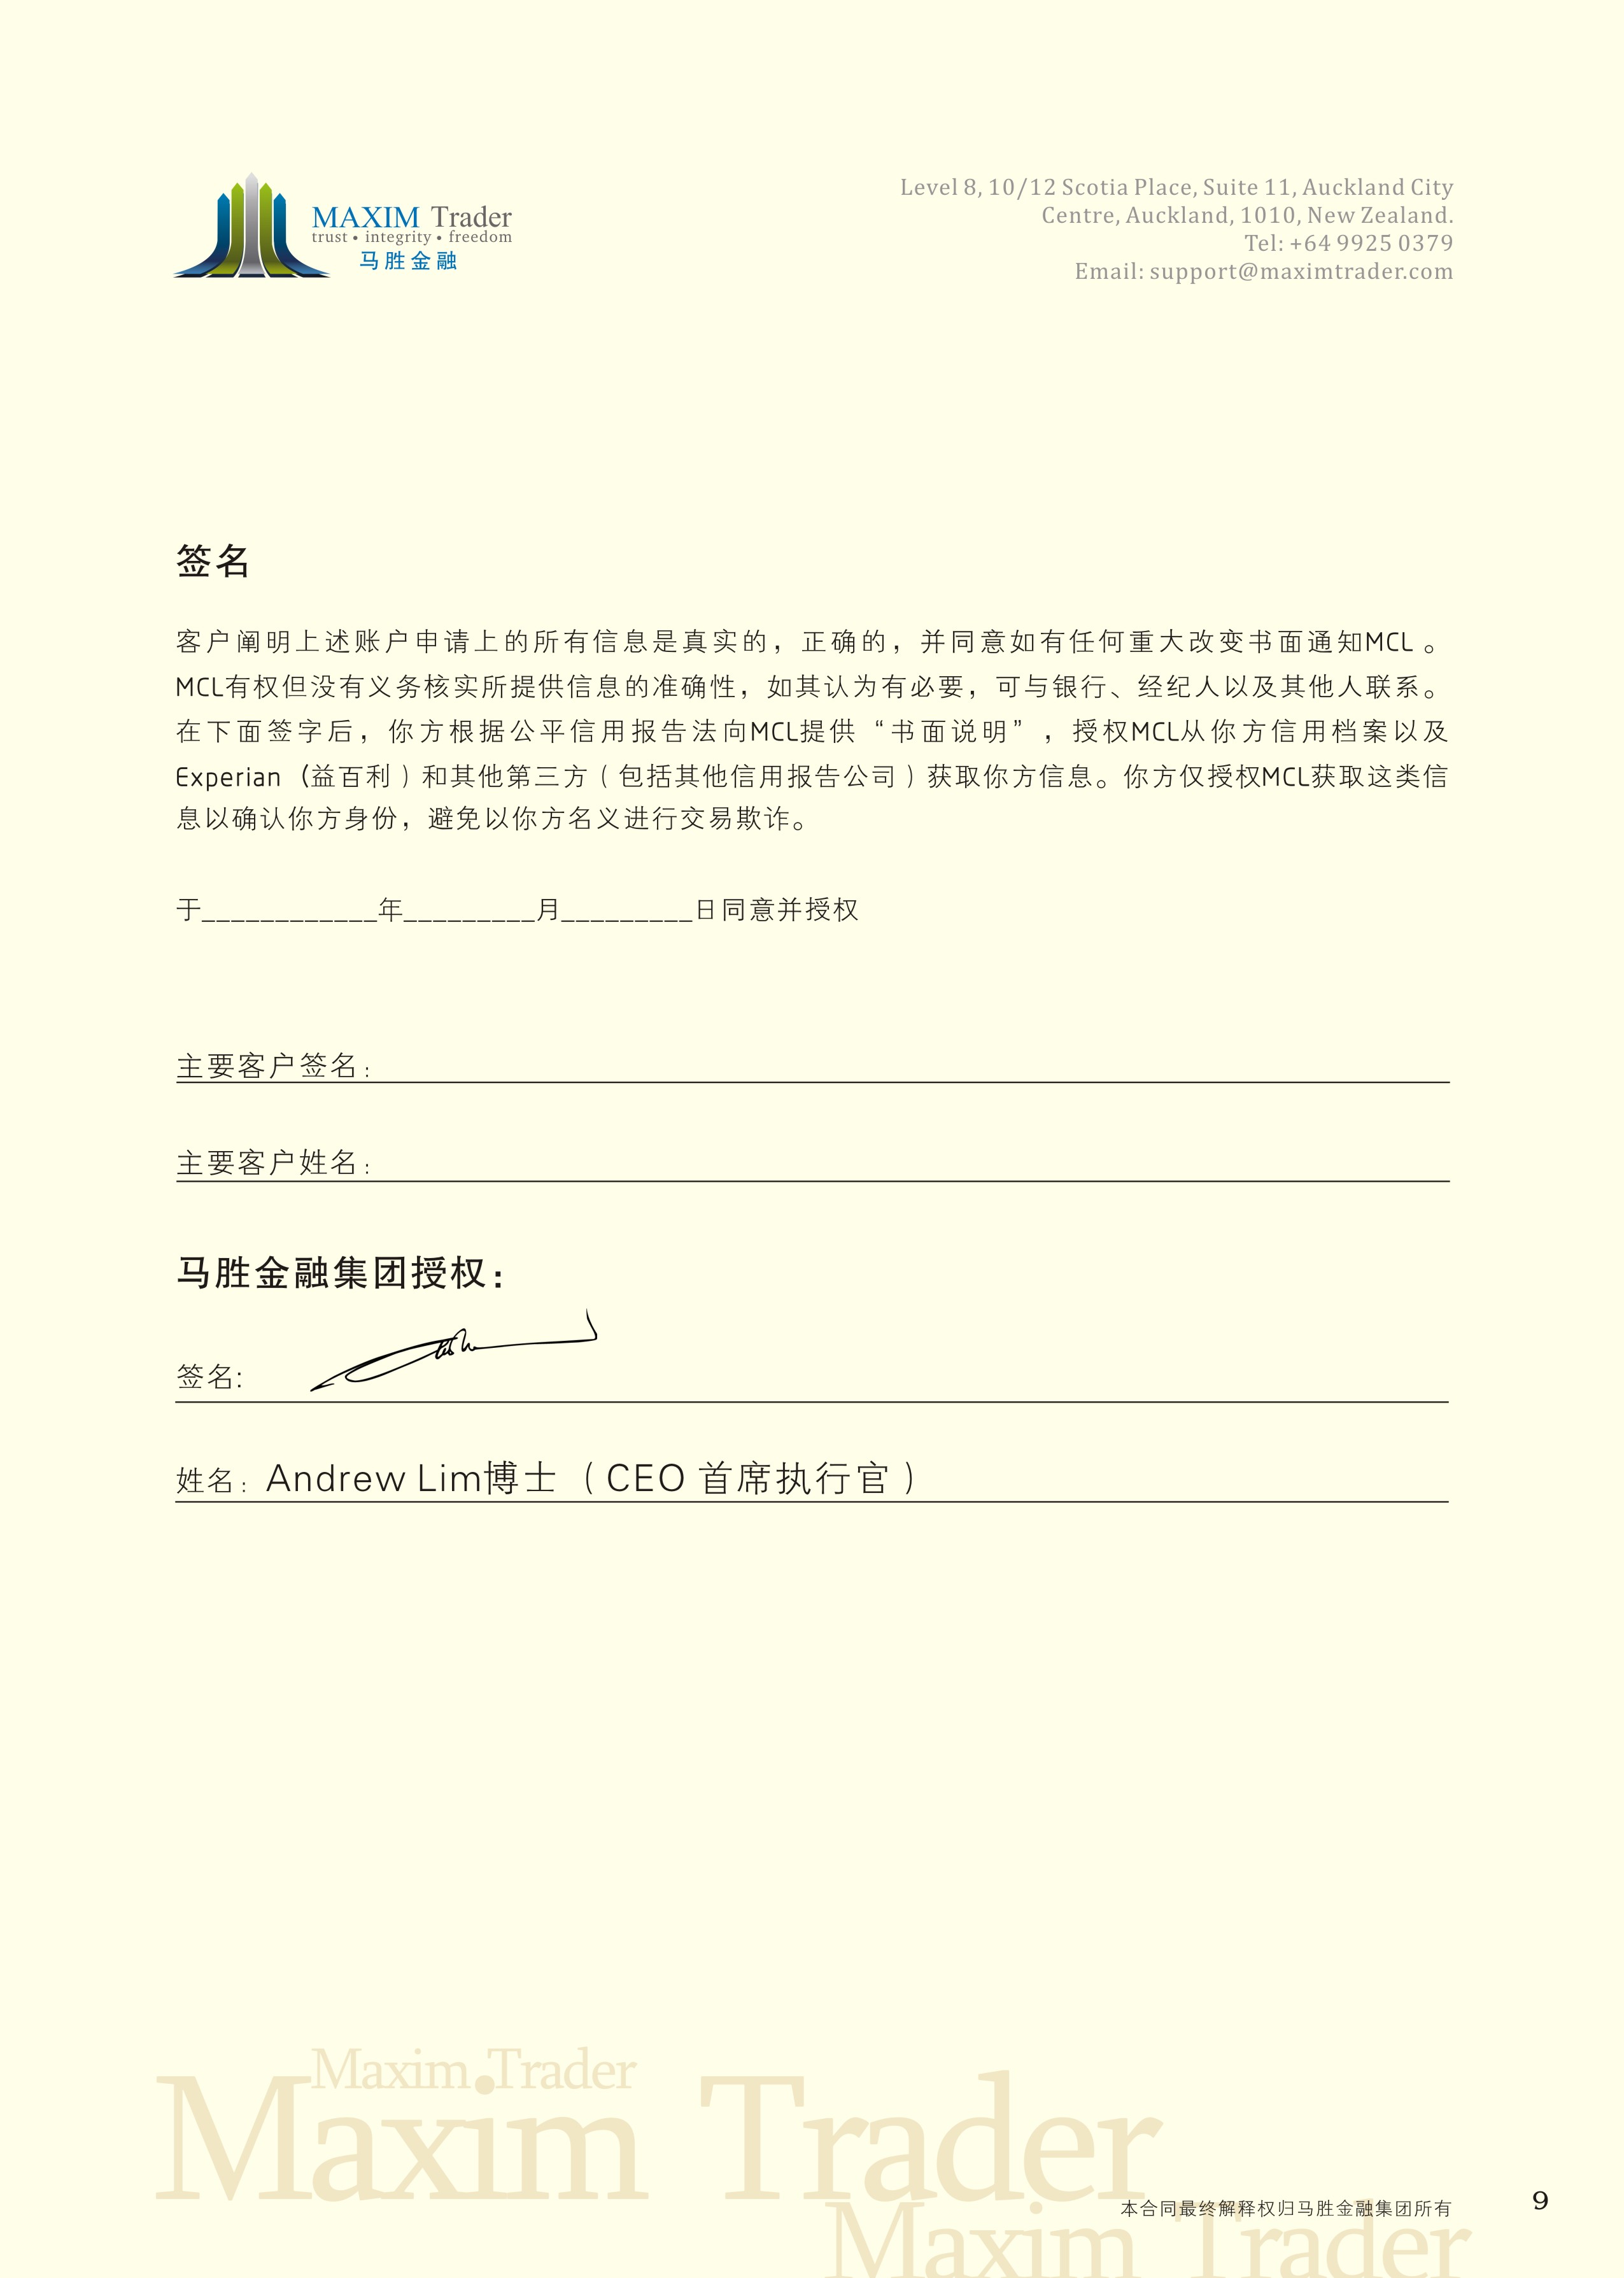 MAXIM Trader
trust • integrity • freedom
马胜金融
Level 8, 10/12 Scotia Place, Suite 11, Auckland City
Centre, Auckland, 1010, New Zealand.
Tel: +64 9925 0379
Email: support@maximtrader.com
签名
客户阐明上述账户申请上的所有信息是真实的，正确的，并同意如有任何重大改变书面通知MCL。
MCL有权但没有义务核实所提供信息的准确性，如其认为有必要，可与银行、经纪人以及其他人联系。
在下面签字后，你方根据公平信用报告法向MCL提供“书面说明”，授权MCL从你方信用档案以及
Experian（益百利）和其他第三方（包括其他信用报告公司）获取你方信息。你方仅授权MCL获取这类信
息以确认你方身份，避免以你方名义进行交易欺诈。
于____________年_________月_________日同意并授权
主要客户签名：
主要客户姓名：
马胜金融集团授权：
签名:
姓名：Andrew Lim博士（CEO 首席执行官）
Maxim Trader
Maxim Trader
Maxim Trader
本合同最终解释权归马胜金融集团所有
9